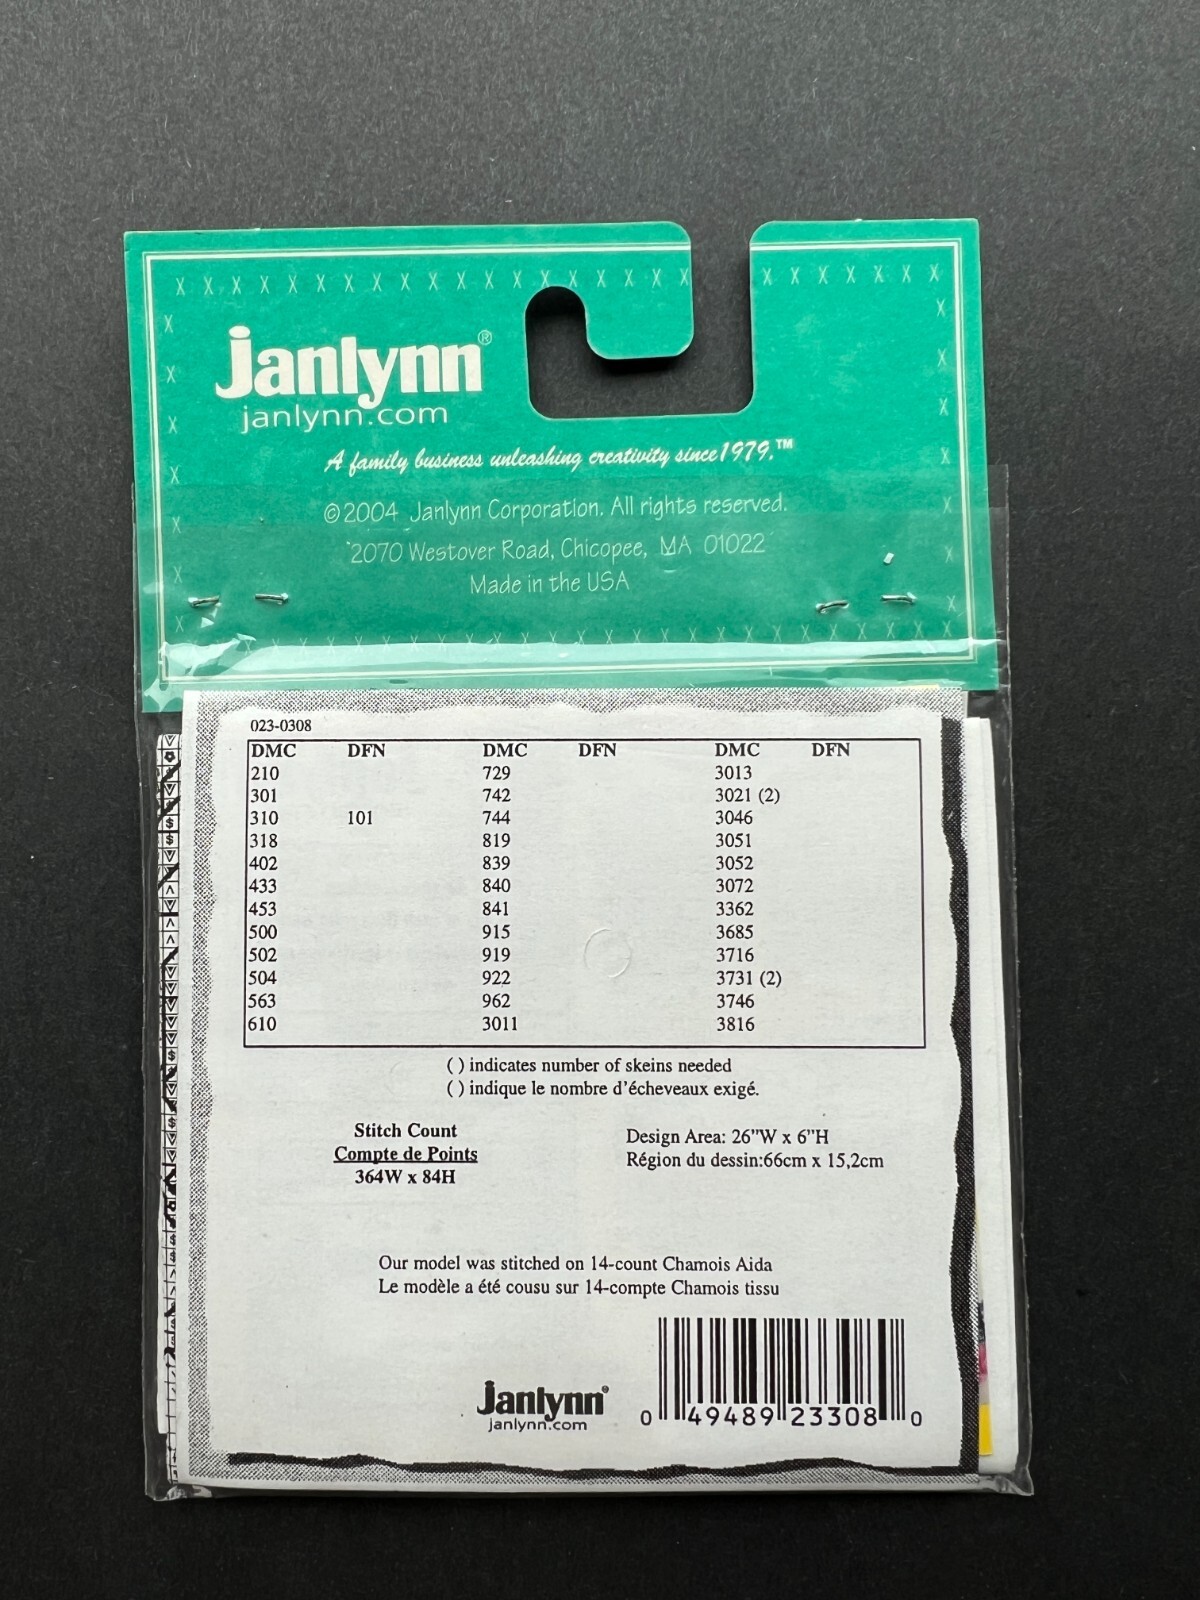 Janlynn®
janlynn.com
A family business unleashing creativity since 1979.™
©2004 Janlynn Corporation. All rights reserved.
2070 Westover Road, Chicopee, MA 01022
Made in the USA
023-0308
DMC DFN DMC DFN DMC DFN
210 729 3013
301 742 3021 (2)
310 101 744 3046
318 819 3051
402 839 3052
433 840 3072
453 841 3362
500 915 3685
502 919 3716
504 922 3731 (2)
563 962 3746
610 3011 3816
( ) indicates number of skeins needed
( ) indique le nombre d'écheveaux exigé.
Stitch Count
Compte de Points
364W x 84H
Design Area: 26"W x 6"H
Région du dessin:66cm x 15,2cm
Our model was stitched on 14-count Chamois Aida
Le modèle a été cousu sur 14-compte Chamois tissu
Janlynn®
janlynn.com
0 49489 23308 0